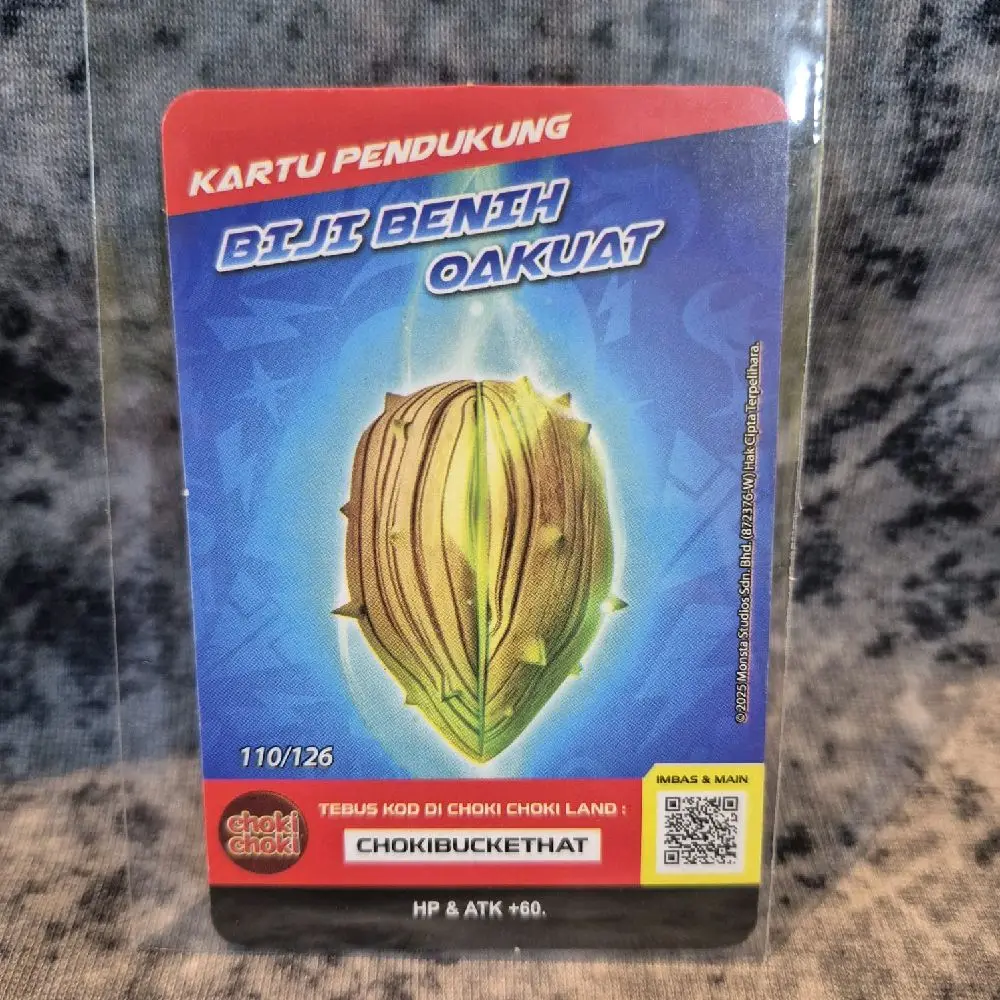 KARTU PENDUKUNG
BIJI BENIH
OAKUAT
©2025 Monsta Studios Sdn. Bhd. (872376-W) Hak Cipta Terpelihara.
110/126
IMBAS & MAIN
choki
choki
TEBUS KOD DI CHOKI CHOKI LAND :
CHOKIBUCKETHAT
HP & ATK +60.